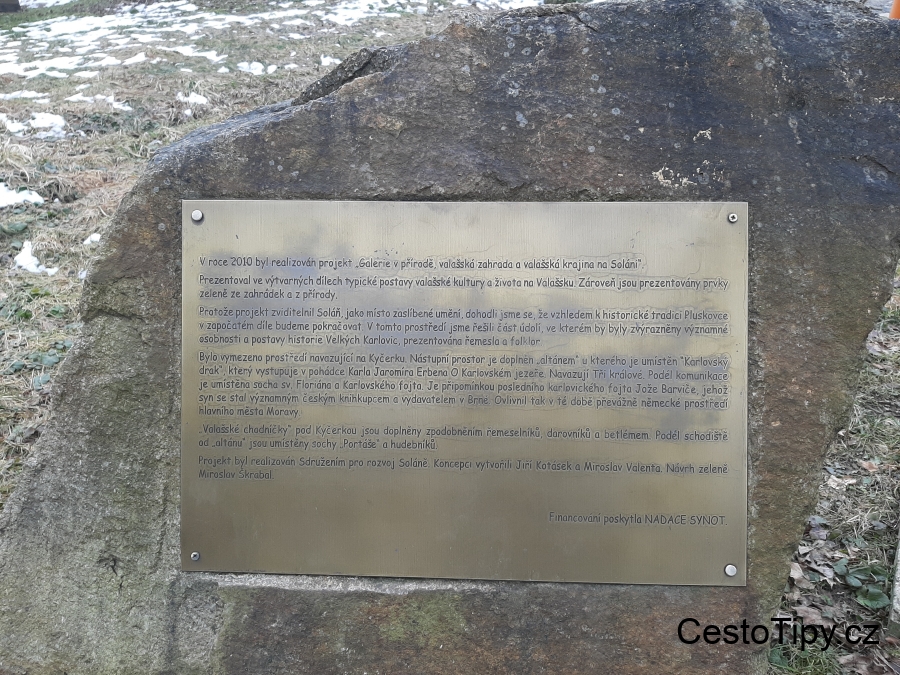 V roce 2010 byl realizován projekt „Galerie v přírodě, valašská zahrada a valašská krajina na Soláni“.
Prezentoval ve výtvarných dílech typické postavy valašské kultury a života na Valašsku. Zároveň jsou prezentovány prvky
zeleně ze zahrádek a z přírody.
Protože projekt zviditelnil Soláň, jako místo zaslíbené umění, dohodli jsme se, že vzhledem k historické tradici Pluskovce
v započatém díle budeme pokračovat. V tomto prostředí jsme řešili část údolí, ve kterém by byly zvýrazněny významné
osobnosti a postavy historie Velkých Karlovic, prezentována řemesla a folklor.
Bylo vymezeno prostředí navazující na Kyčerku. Nástupní prostor je doplněn „altánem“ u kterého je umístěn “Karlovský
drak“, který vystupuje v pohádce Karla Jaromíra Erbena O Karlovském jezeře. Navazují Tři králové. Podél komunikace
je umístěna socha sv. Floriána a Karlovského fojta. Je připomínkou posledního karlovického fojta Jože Barviče, jehož
syn se stal významným českým knihkupcem a vydavatelem v Brně. Ovlivnil tak v té době převážně německé prostředí
hlavního města Moravy.
„Valašské chodníčky“ pod Kyčerkou jsou doplněny zpodobněním řemeselníků, darovníků a betlémem. Podél schodiště
od „altánu“ jsou umístěny sochy „Portáše“ a hudebníků.
Projekt byl realizován Sdružením pro rozvoj Soláně. Koncepci vytvořili Jiří Kotásek a Miroslav Valenta. Návrh zeleně
Miroslav Škrabal.
Financování poskytla NADACE SYNOT.
CestoTipy.cz